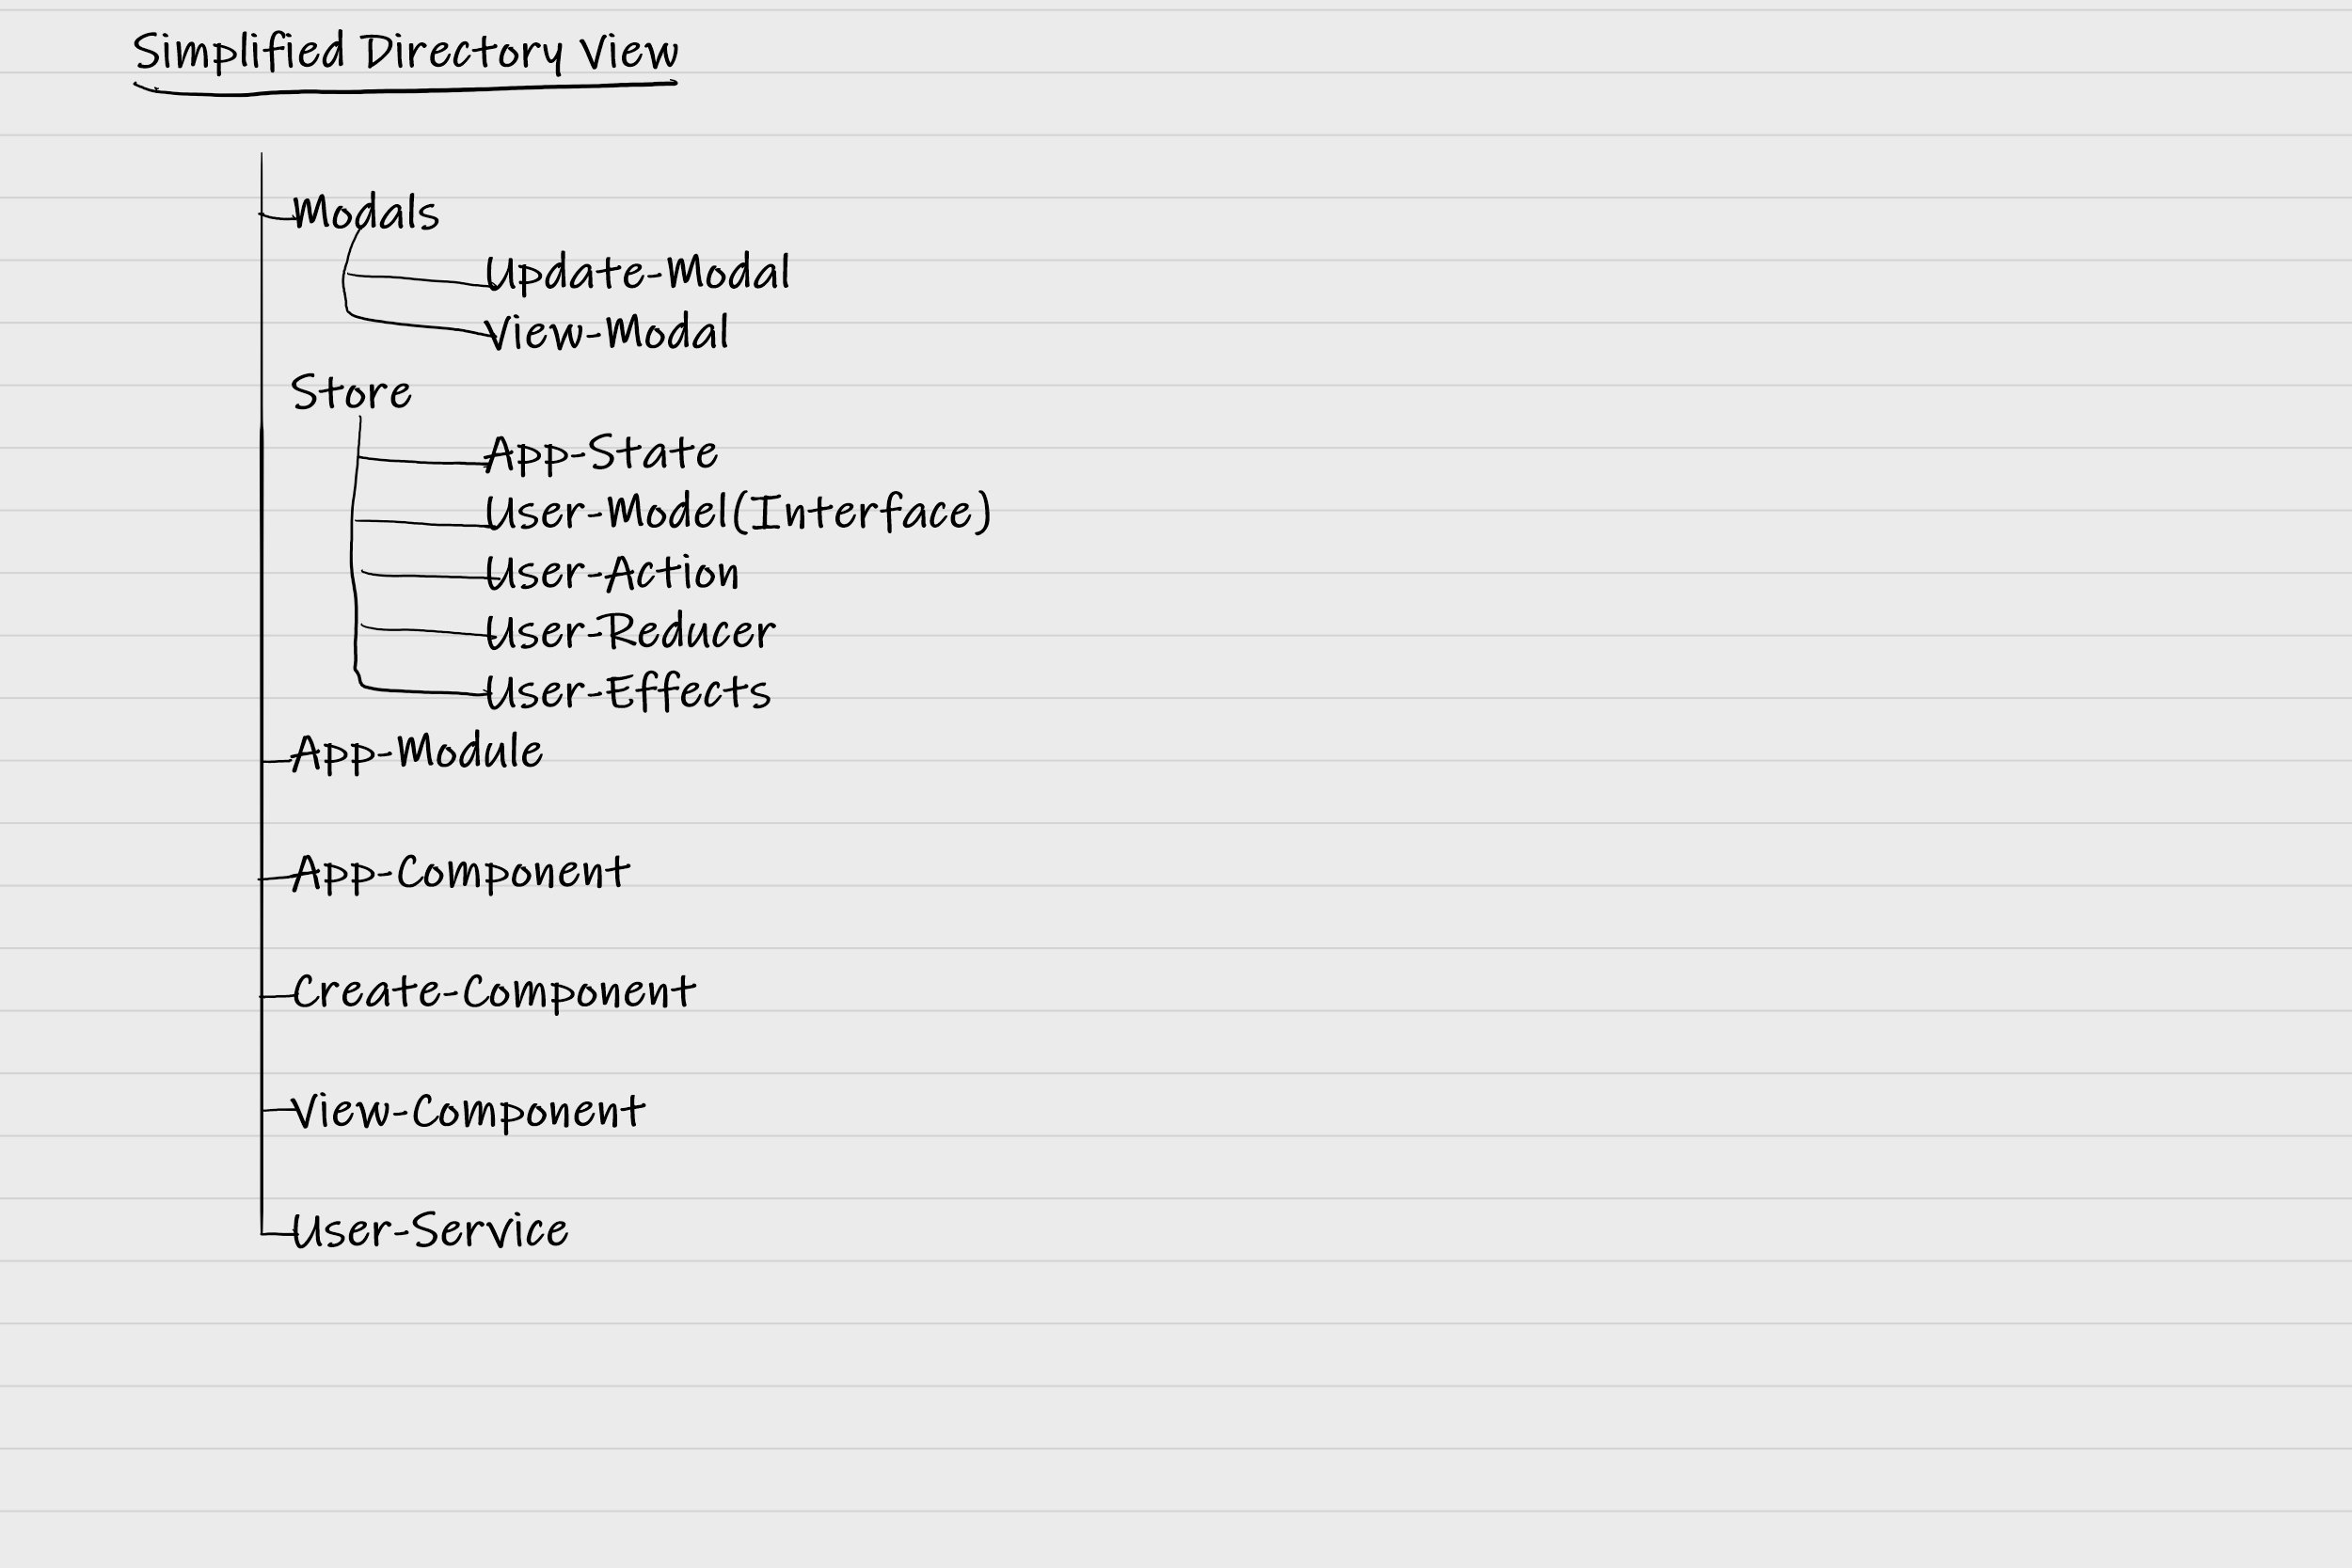 Simplified Directory View
Modals
Update-Modal
View-Modal
Store
App-State
User-Model(Interface)
User-Action
User-Reducer
User-Effects
App-Module
App-Component
Create-Component
View-Component
User-Service